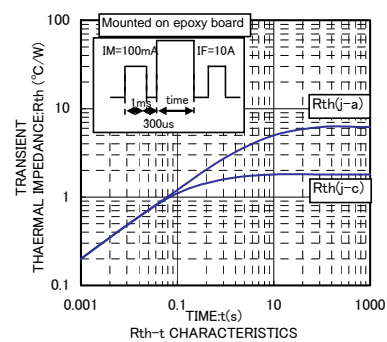 Mounted on epoxy board
IM=100mA
IF=10A
1ms
time
300us
TRANSIENT
THAERMAL IMPEDANCE:Rth (℃/W)
100
10
1
0.1
Rth(j-a)
Rth(j-c)
0.001
0.1
10
1000
TIME:t(s)
Rth-t CHARACTERISTICS